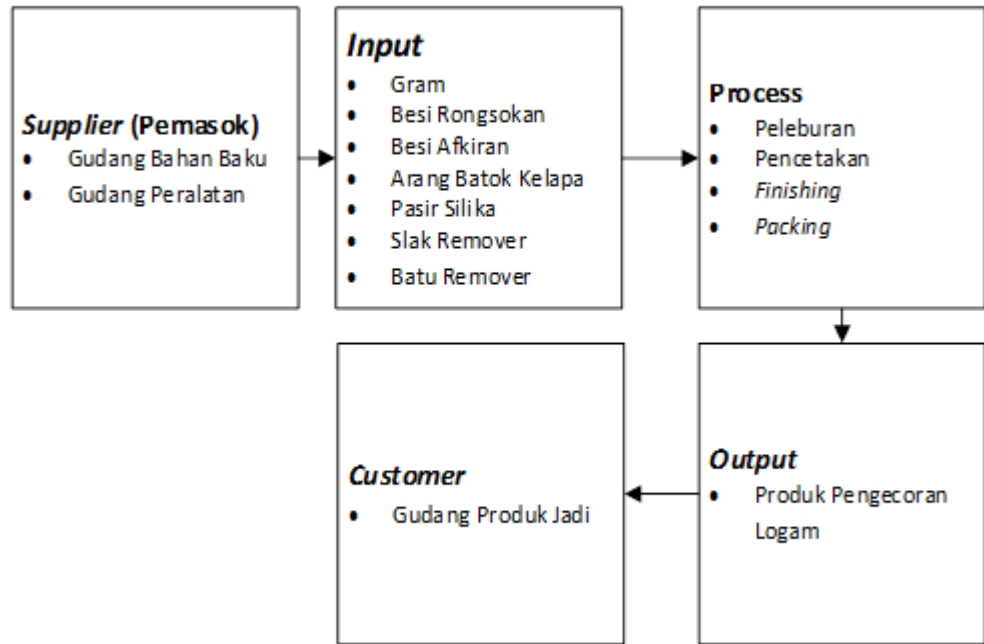 Supplier (Pemasok)
• Gudang Bahan Baku
• Gudang Peralatan
Input
• Gram
• Besi Rongsokan
• Besi Afkiran
• Arang Batok Kelapa
• Pasir Silika
• Slak Remover
• Batu Remover
Process
• Peleburan
• Pencetakan
• Finishing
• Packing
Output
• Produk Pengecoran
Logam
Customer
• Gudang Produk Jadi